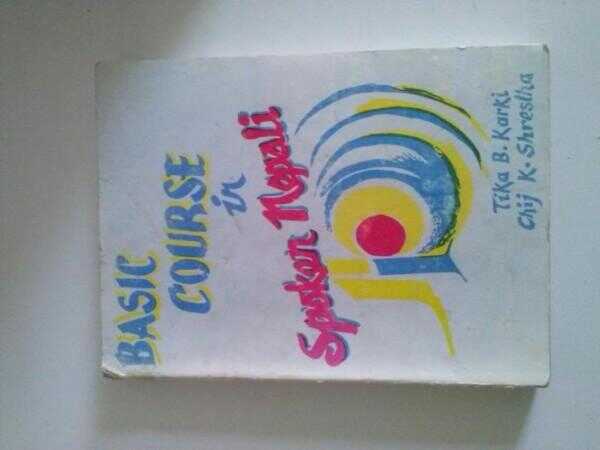 BASIC
COURSE
in
Spoken Nepali
Tika B. Karki
Chij K. Shrestha